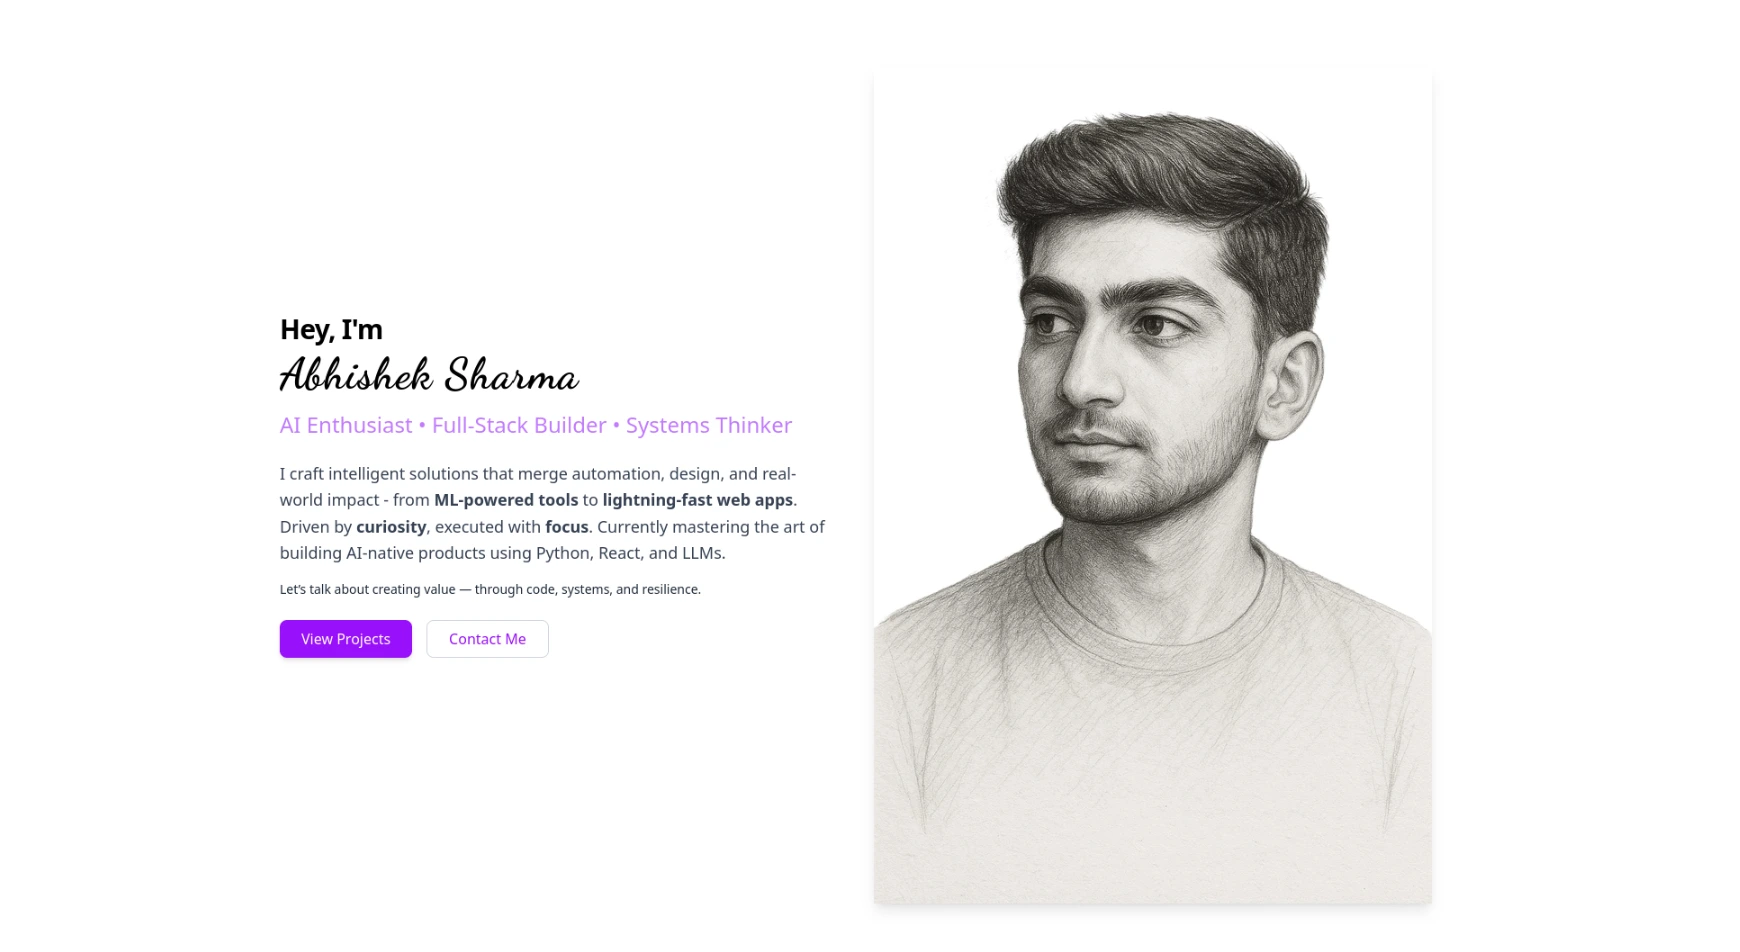 Hey, I'm
Abhishek Sharma
AI Enthusiast • Full-Stack Builder • Systems Thinker
I craft intelligent solutions that merge automation, design, and real-
world impact - from ML-powered tools to lightning-fast web apps.
Driven by curiosity, executed with focus. Currently mastering the art of
building AI-native products using Python, React, and LLMs.
Let’s talk about creating value — through code, systems, and resilience.
View Projects
Contact Me